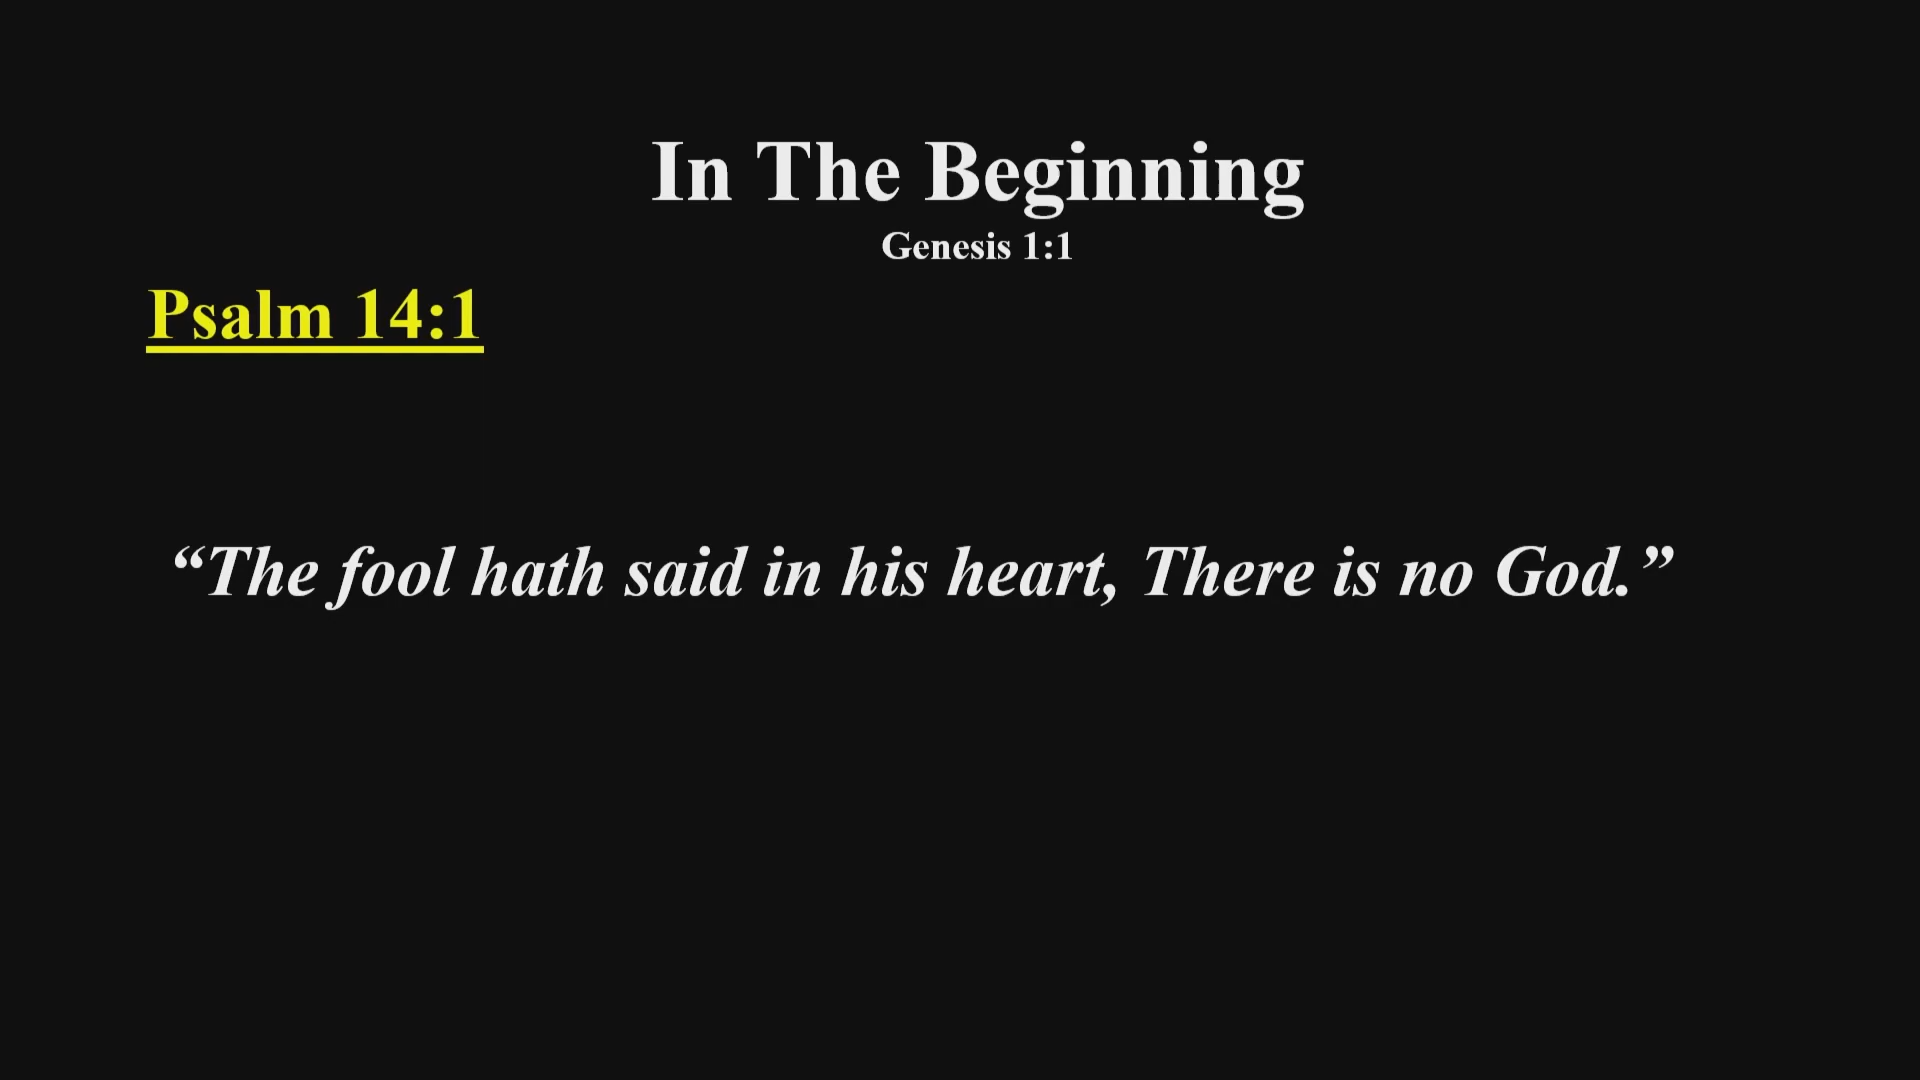 In The Beginning
Genesis 1:1
Psalm 14:1
“The fool hath said in his heart, There is no God.”